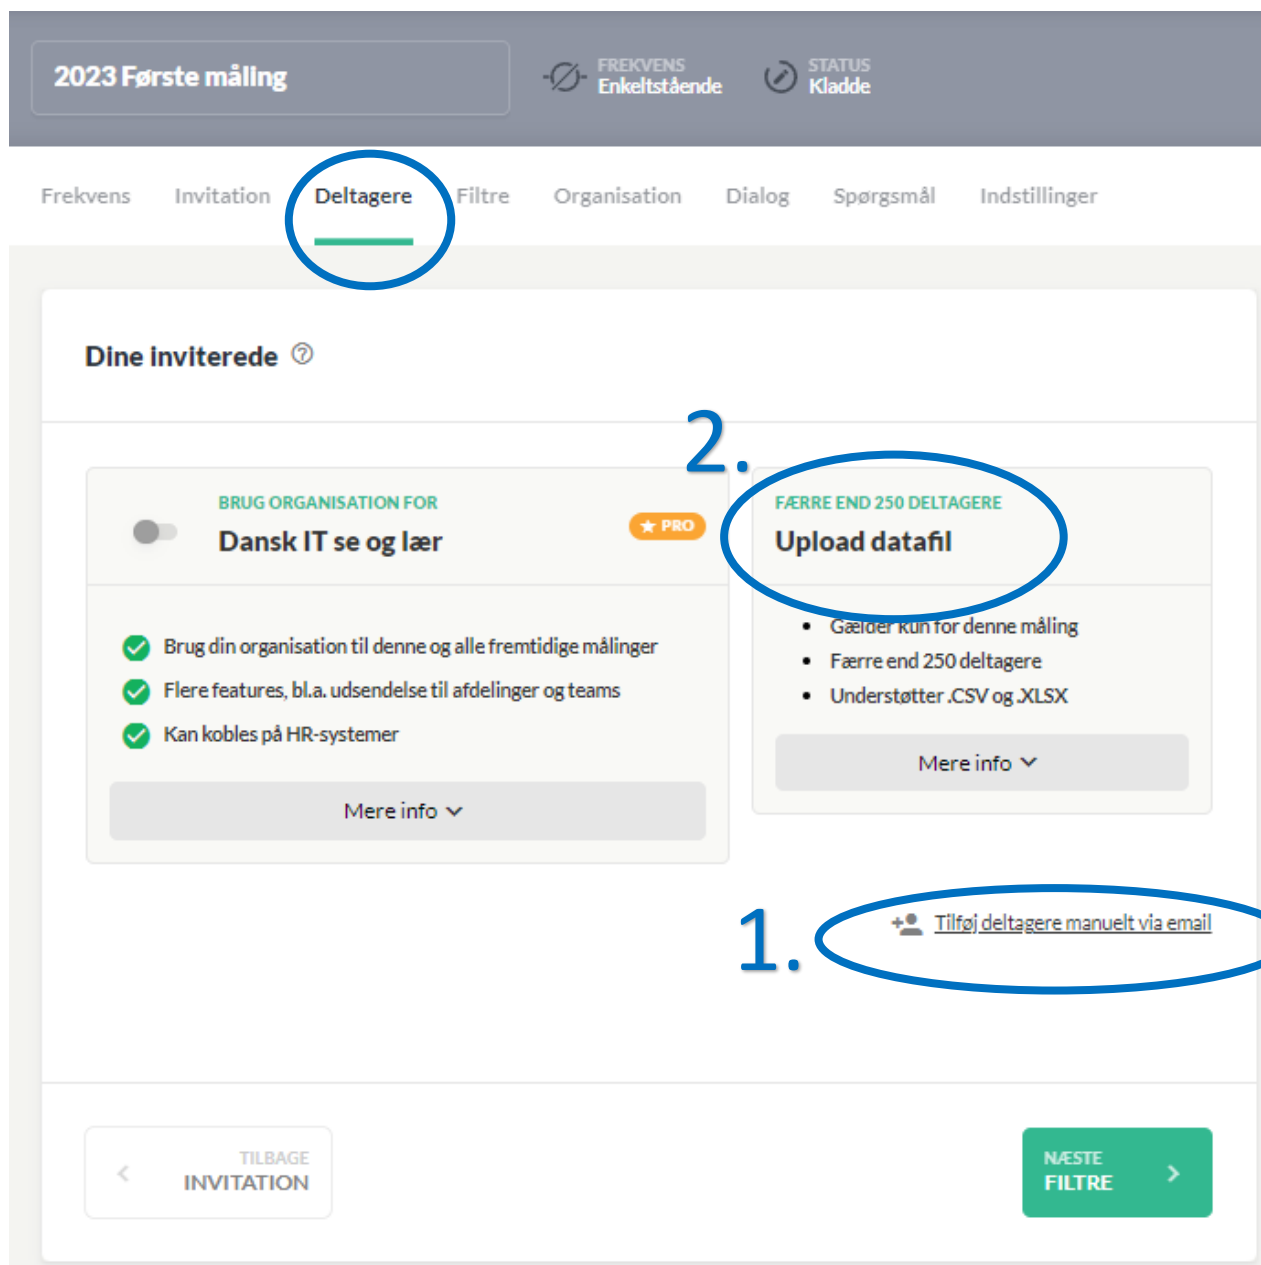 2023 Første måling
FREKVENS
Enkeltstående
STATUS
Kladde
Frekvens Invitation Deltagere Filtre Organisation Dialog Spørgsmål Indstillinger
Dine inviterede ?
2.
BRUG ORGANISATION FOR
Dansk IT se og lær
PRO
Brug din organisation til denne og alle fremtidige målinger
Flere features, bl.a. udsendelse til afdelinger og teams
Kan kobles på HR-systemer
Mere info
FÆRRE END 250 DELTAGERE
Upload datafil
Gælder kun for denne måling
Færre end 250 deltagere
Understøtter .CSV og .XLSX
Mere info
1.
Tilføj deltagere manuelt via email
TILBAGE
INVITATION
NÆSTE
FILTRE